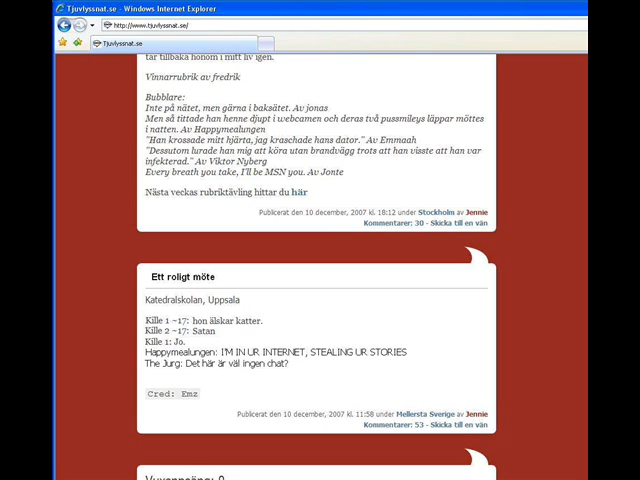 Tjuvlyssnat.se - Windows Internet Explorer
http://www.tjuvlyssnat.se/
Tjuvlyssnat.se
tar tillbaka honom i mitt liv igen.
Vinnarrubrik av fredrik
Bubblare:
Inte på nätet, men gärna i baksätet. Av jonas
Men så tittade han henne djupt i webcamen och deras två pussmileys läppar möttes
i natten. Av Happymealungen
"Han krossade mitt hjärta, jag kraschade hans dator." Av Emmaah
"Dessutom lurade han mig att köra utan brandvägg trots att han visste att han var
infekterad." Av Viktor Nyberg
Every breath you take, I'll be MSN you. Av Jonte
Nästa veckas rubriktävling hittar du här
Publicerat den 10 december, 2007 kl. 18:12 under Stockholm av Jennie
Kommentarer: 30 - Skicka till en vän
Ett roligt möte
Katedralskolan, Uppsala
Kille 1 ~17: hon älskar katter.
Kille 2 ~17: Satan
Kille 1: Jo.
Happymealungen: I'M IN UR INTERNET, STEALING UR STORIES
The Jurg: Det här är väl ingen chat?
Cred: Emz
Publicerat den 10 december, 2007 kl. 11:58 under Mellersta Sverige av Jennie
Kommentarer: 53 - Skicka till en vän